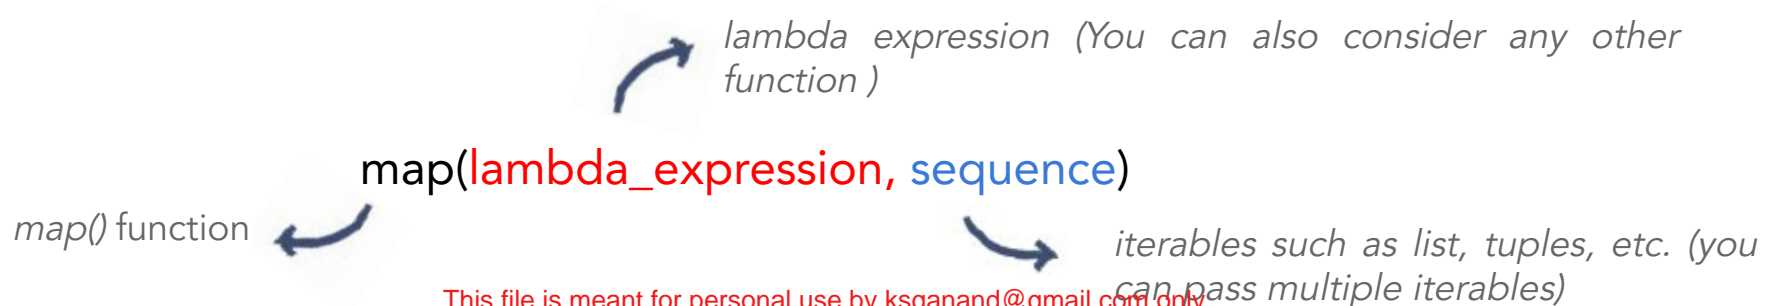 lambda expression (You can also consider any other
function )
map(lambda_expression, sequence)
map() function
iterables such as list, tuples, etc. (you
can pass multiple iterables)
This file is meant for personal use by ksganand@gmail.com only